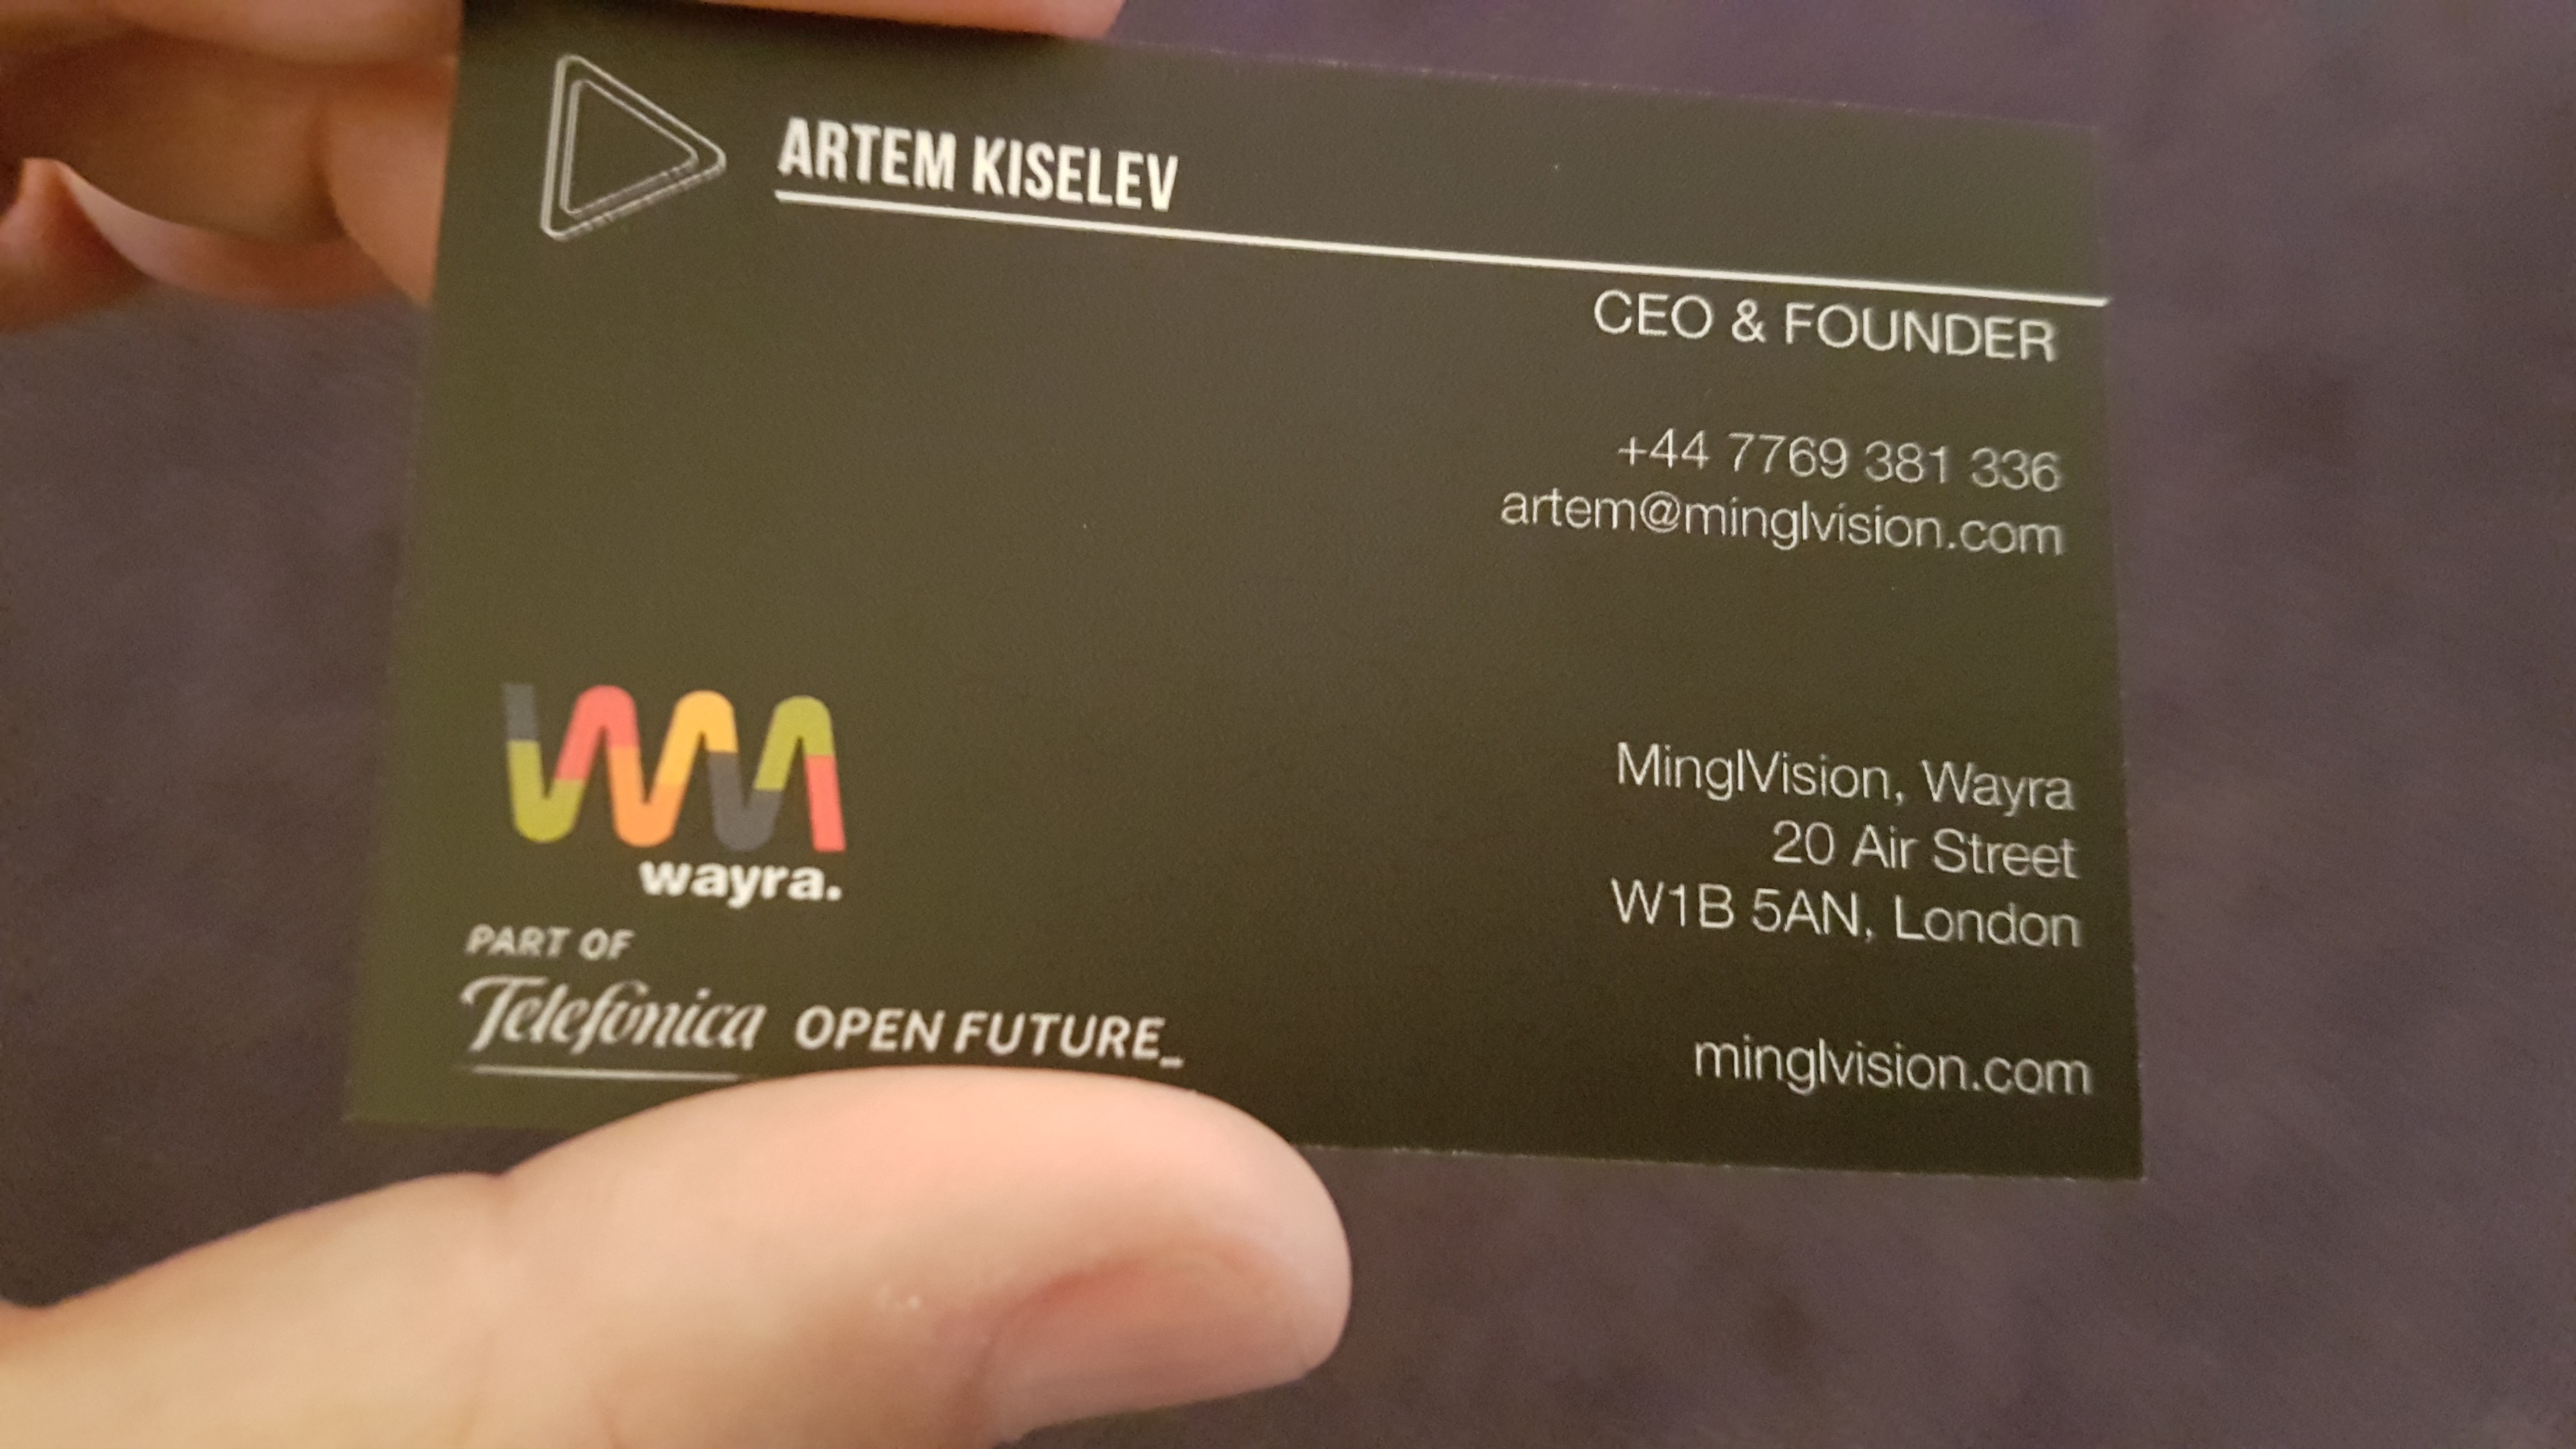 ARTEM KISELEV
CEO & FOUNDER
+44 7769 381 336
artem@minglvision.com
wayra.
PART OF
Telefónica OPEN FUTURE_
MinglVision, Wayra
20 Air Street
W1B 5AN, London
minglvision.com